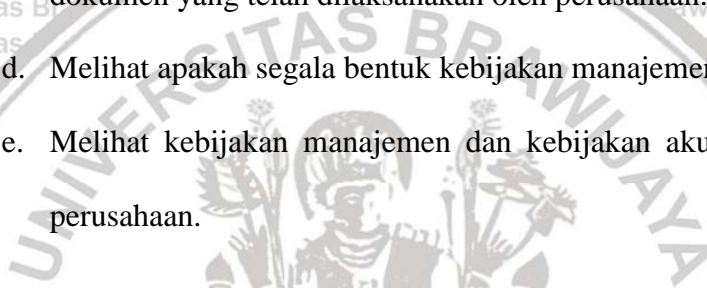 dokumen yang telah dilaksanakan oleh perusahaan.
d. Melihat apakah segala bentuk kebijakan manajemen
e. Melihat kebijakan manajemen dan kebijakan aku
perusahaan.
UNIVERSITAS BRAWIJAYA